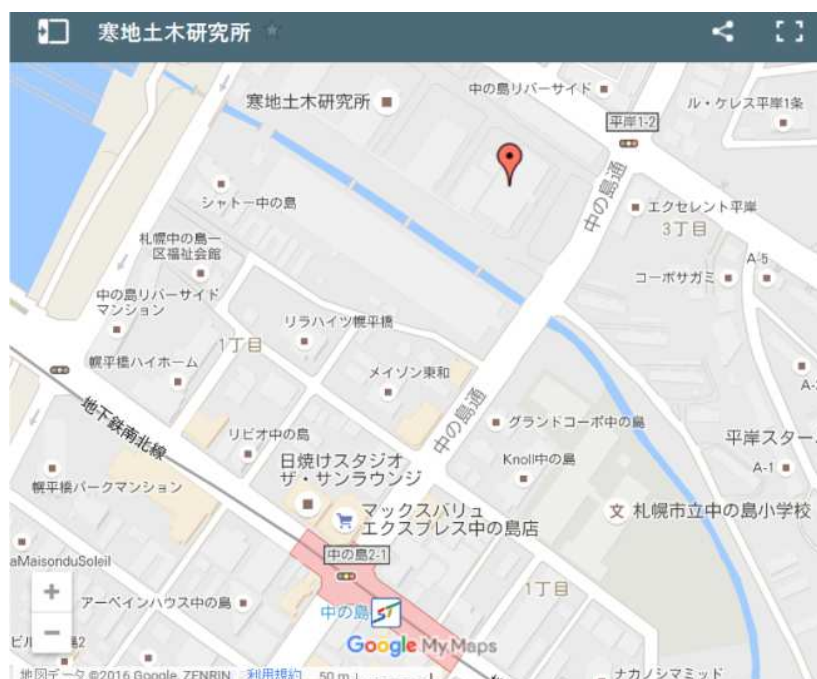 寒地土木研究所
中の島リバーサイド
寒地土木研究所
ル・ケレス平岸1条
平岸1-2
中の島通
シャトー中の島
エクセレント平岸
3丁目
札幌中の島一
区福祉会館
A-5
コーポサガミ
中の島リバーサイド
マンション
リラハイツ幌平橋
1丁目
幌平橋ハイホーム
メイゾン東和
地下鉄南北線
中の島通
グランドコーポ中の島
リビオ中の島
平岸スター
日焼けスタジオ
ザ・サンラウンジ
Knoll中の島
A-1
幌平橋パークマンション
マックスバリュ
エクスプレス中の島店
札幌市立中の島小学校
中の島2-1
aMaisonduSoleil
1丁目
+
アーベインハウス中の島
中の島
ST
−
Google My Maps
地図データ ©2016 Google, ZENRIN
利用規約
50 m
ナカノシマミッド